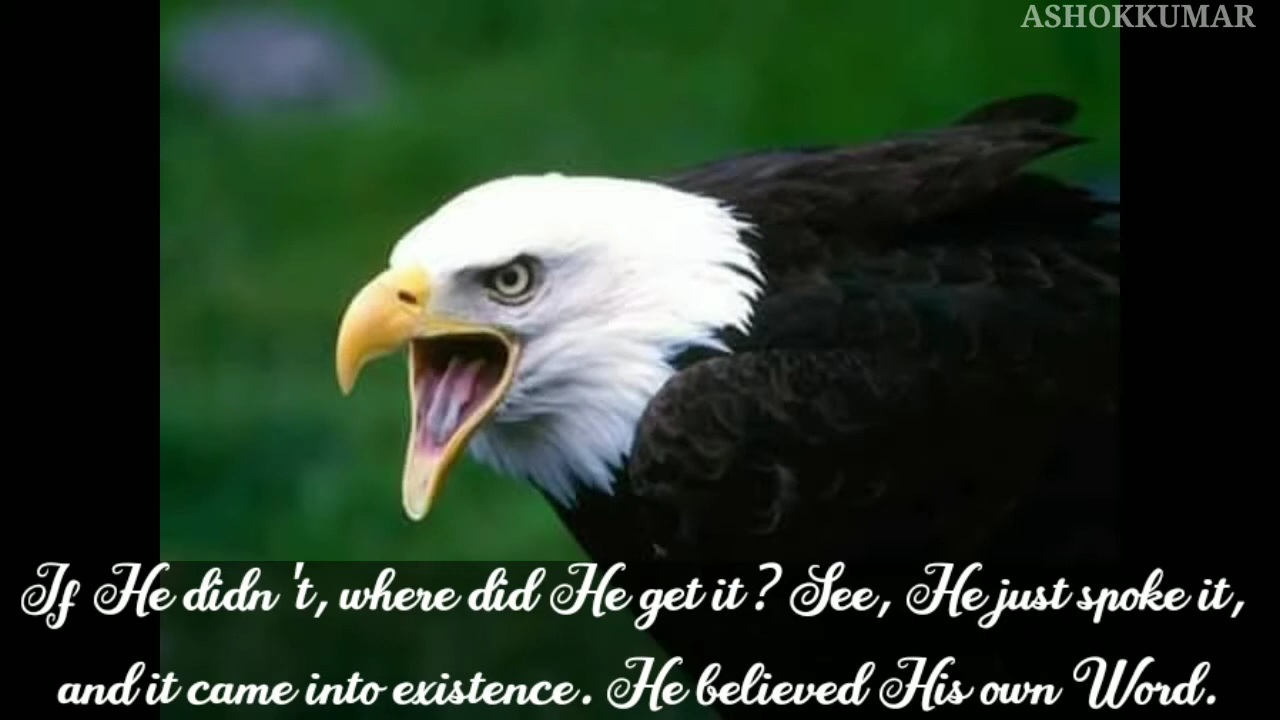 ASHOKKUMAR
If He didn't, where did He get it? See, He just spoke it,
and it came into existence. He believed His own Word.